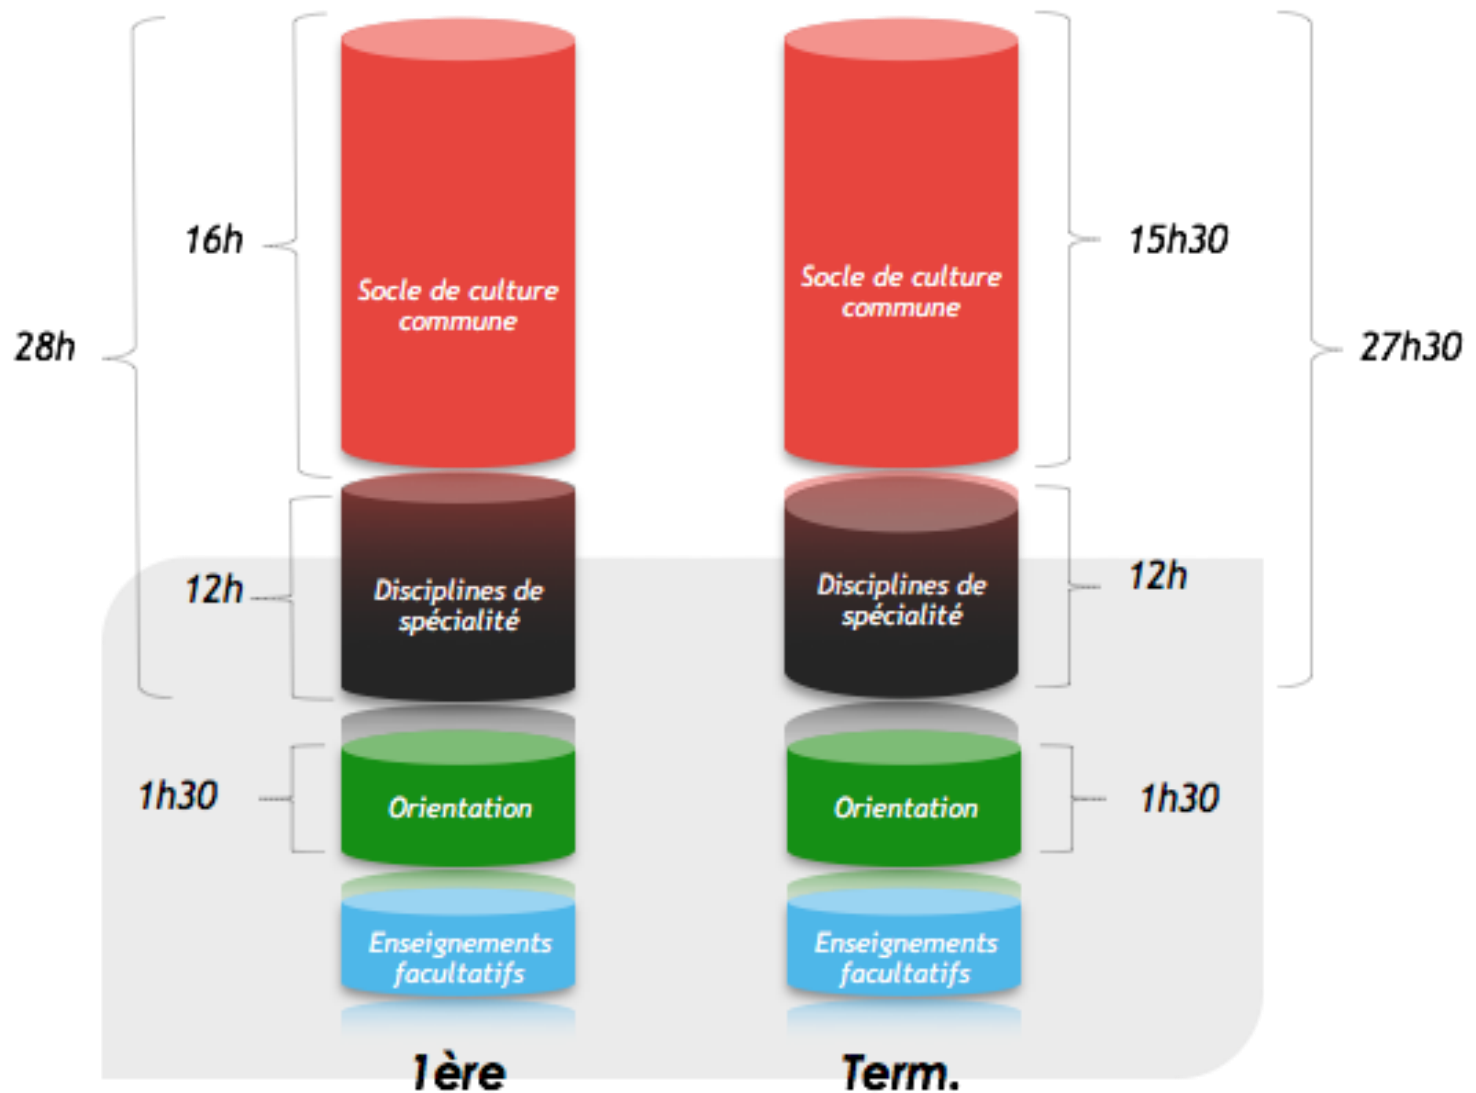 16h
15h30
Socle de culture
commune
Socle de culture
commune
28h
27h30
12h
Disciplines de
spécialité
Disciplines de
spécialité
12h
1h30
Orientation
Orientation
1h30
Enseignements
facultatifs
Enseignements
facultatifs
1ère
Term.